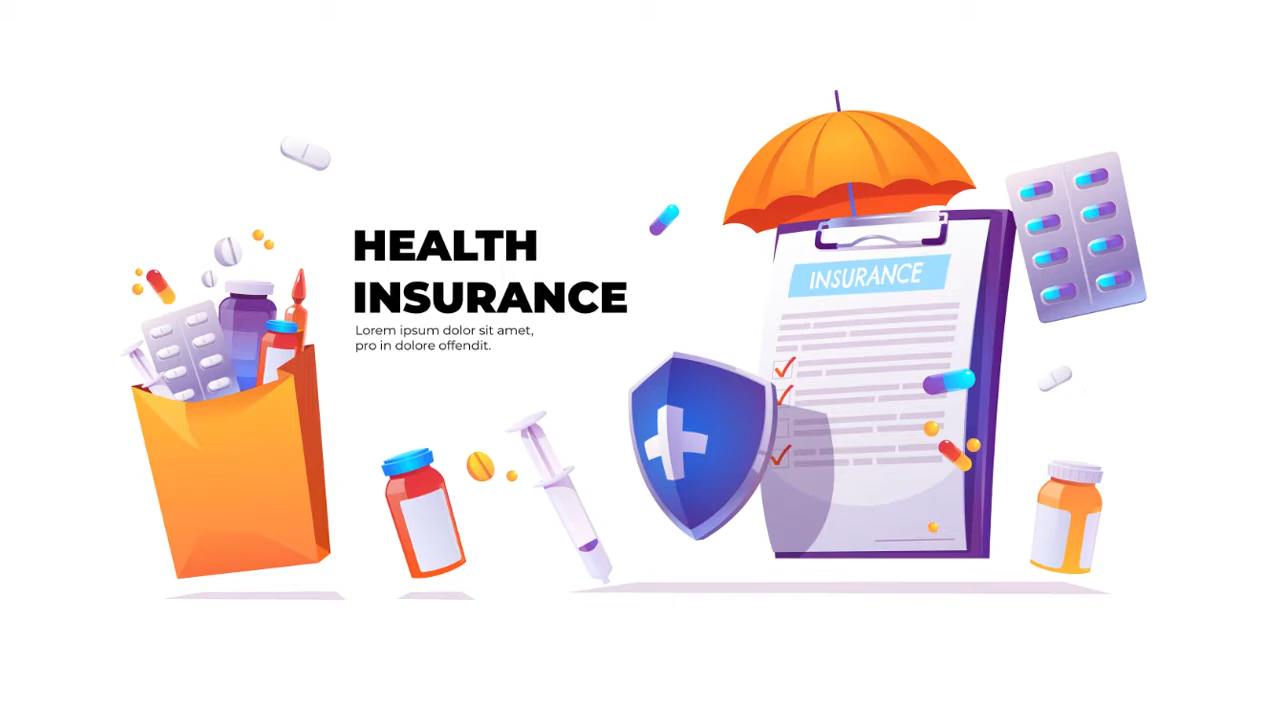 HEALTH
INSURANCE
Lorem ipsum dolor sit amet,
pro in dolore offendit.
INSURANCE